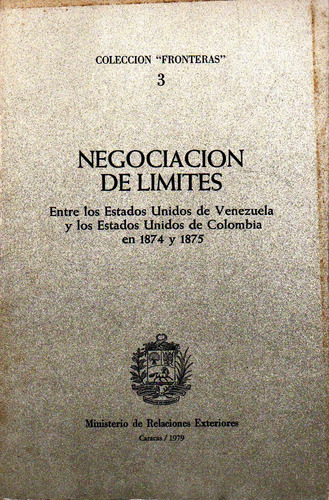 COLECCION "FRONTERAS"
3
NEGOCIACION
DE LIMITES
Entre los Estados Unidos de Venezuela
y los Estados Unidos de Colombia
en 1874 y 1875
Ministerio de Relaciones Exteriores
Caracas / 1979